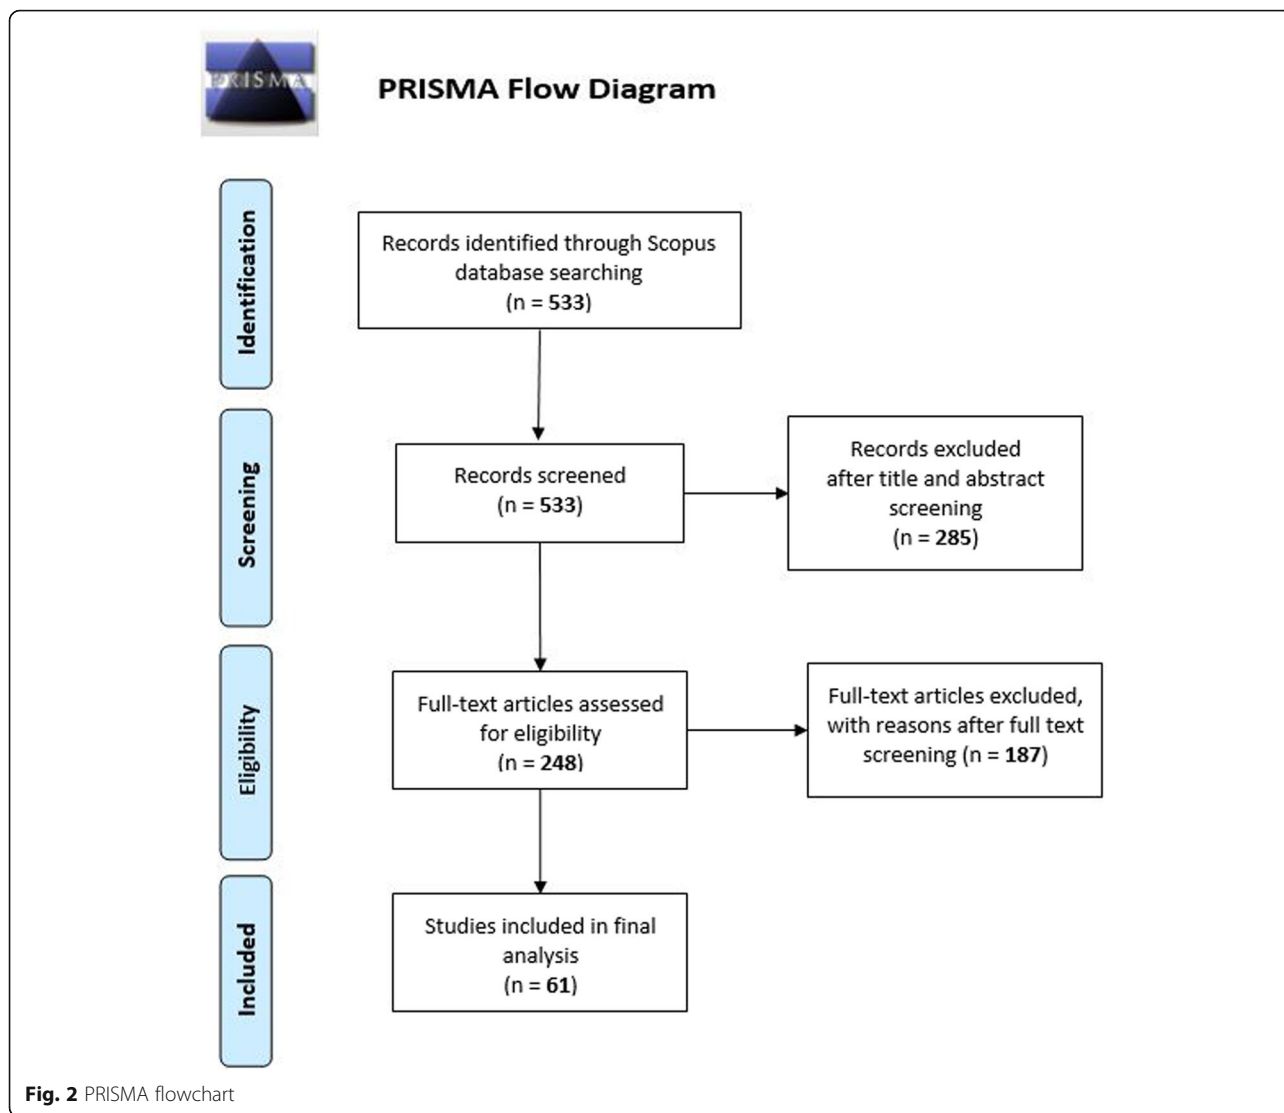 PRISMA
PRISMA Flow Diagram
Identification
Records identified through Scopus
database searching
(n = 533)
Screening
Records screened
(n = 533)
Records excluded
after title and abstract
screening
(n = 285)
Eligibility
Full-text articles assessed
for eligibility
(n = 248)
Full-text articles excluded,
with reasons after full text
screening (n = 187)
Included
Studies included in final
analysis
(n = 61)
Fig. 2 PRISMA flowchart